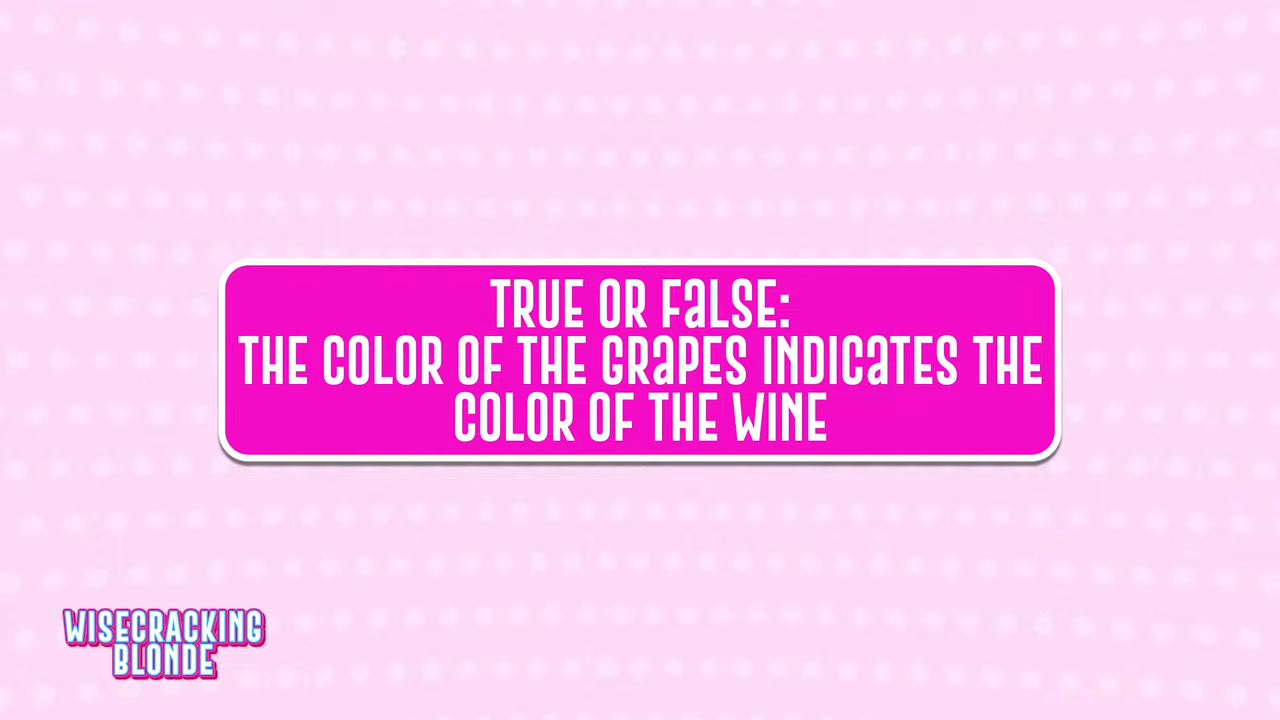 TRUE OR FALSE:
THE COLOR OF THE GRAPES INDICATES THE
COLOR OF THE WINE
WISECRACKING
BLONDE